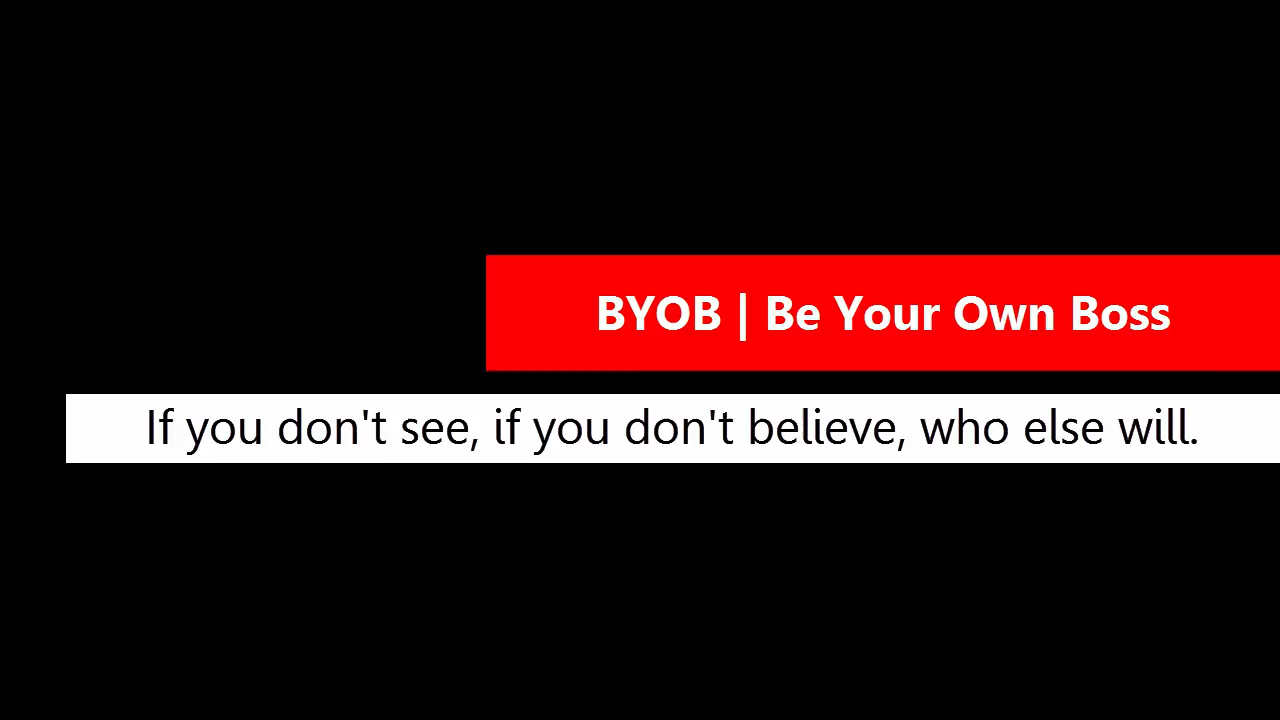 BYOB | Be Your Own Boss
If you don't see, if you don't believe, who else will.